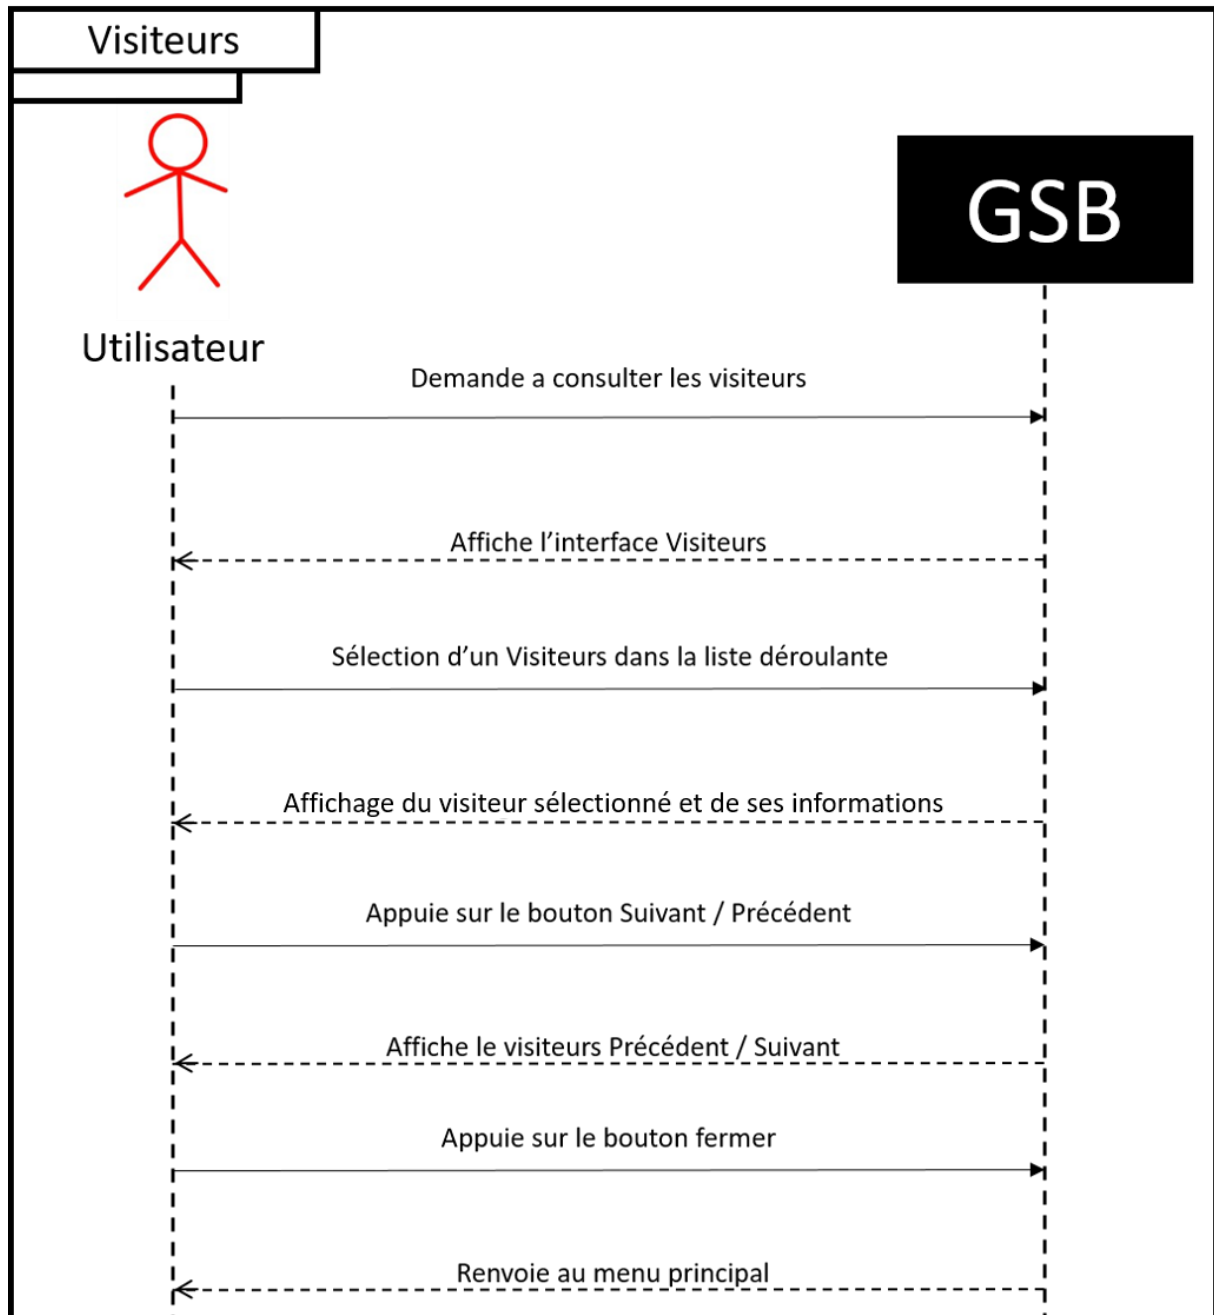 Visiteurs
GSB
Utilisateur
Demande a consulter les visiteurs
Affiche l’interface Visiteurs
Sélection d’un Visiteurs dans la liste déroulante
Affichage du visiteur sélectionné et de ses informations
Appuie sur le bouton Suivant / Précédent
Affiche le visiteurs Précédent / Suivant
Appuie sur le bouton fermer
Renvoie au menu principal